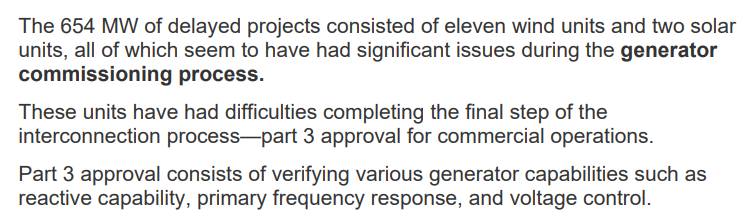 The 654 MW of delayed projects consisted of eleven wind units and two solar
units, all of which seem to have had significant issues during the generator
commissioning process.
These units have had difficulties completing the final step of the
interconnection process—part 3 approval for commercial operations.
Part 3 approval consists of verifying various generator capabilities such as
reactive capability, primary frequency response, and voltage control.